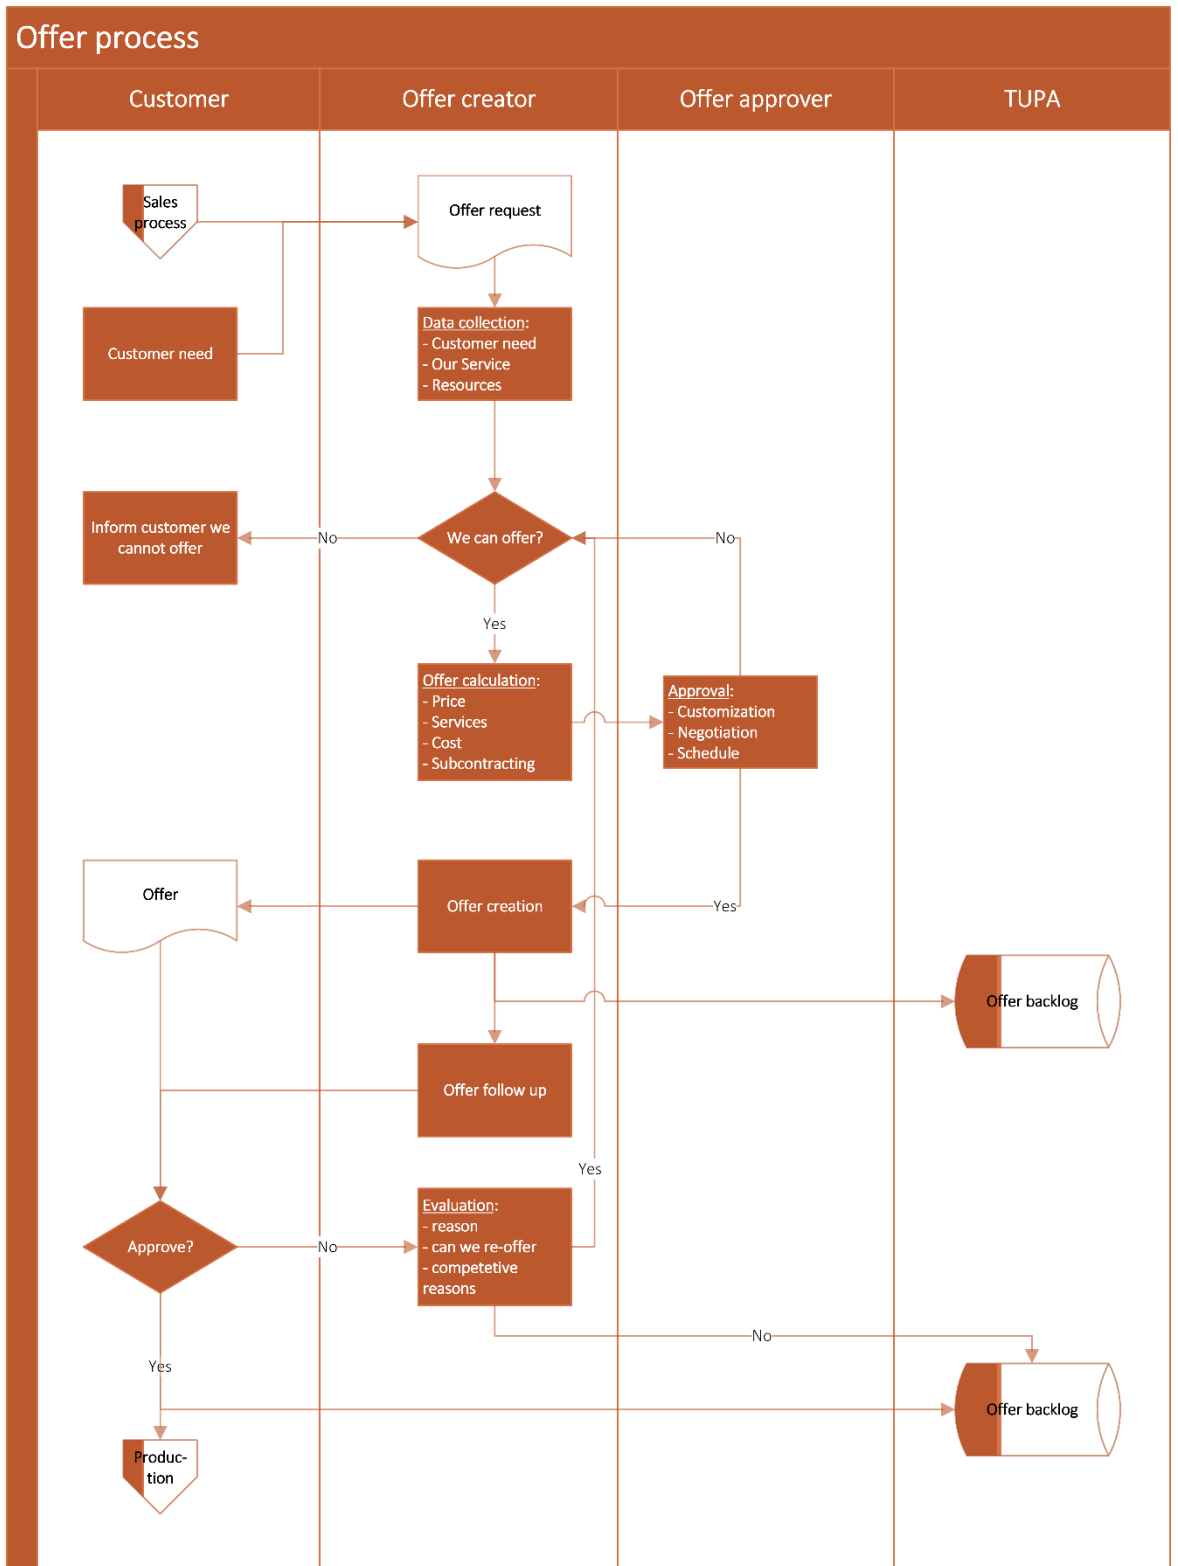 Offer process
Customer
Offer creator
Offer approver
TUPA
Sales
process
Offer request
Customer need
Data collection:
- Customer need
- Our Service
- Resources
Inform customer we
cannot offer
No
We can offer?
No
Yes
Offer calculation:
- Price
- Services
- Cost
- Subcontracting
Approval:
- Customization
- Negotiation
- Schedule
Offer
Offer creation
Yes
Offer backlog
Offer follow up
Yes
Approve?
No
Evaluation:
- reason
- can we re-offer
- competetive
reasons
No
Yes
Offer backlog
Produc-
tion